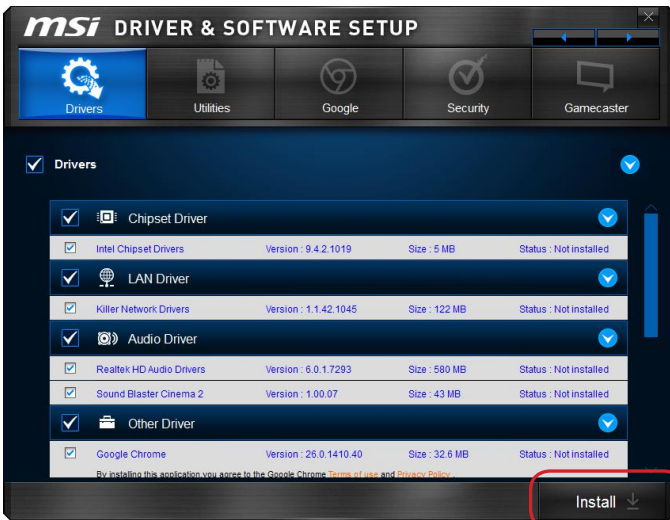 msi DRIVER & SOFTWARE SETUP
Drivers Utilities Google Security Gamecaster
Drivers
Chipset Driver
Intel Chipset Drivers Version : 9.4.2.1019 Size : 5 MB Status : Not installed
LAN Driver
Killer Network Drivers Version : 1.1.42.1045 Size : 122 MB Status : Not installed
Audio Driver
Realtek HD Audio Drivers Version : 6.0.1.7293 Size : 580 MB Status : Not installed
Sound Blaster Cinema 2 Version : 1.00.07 Size : 43 MB Status : Not installed
Other Driver
Google Chrome Version : 26.0.1410.40 Size : 32.6 MB Status : Not installed
By installing this application,you agree to the Google Chrome Terms of use and Privacy Policy .
Install